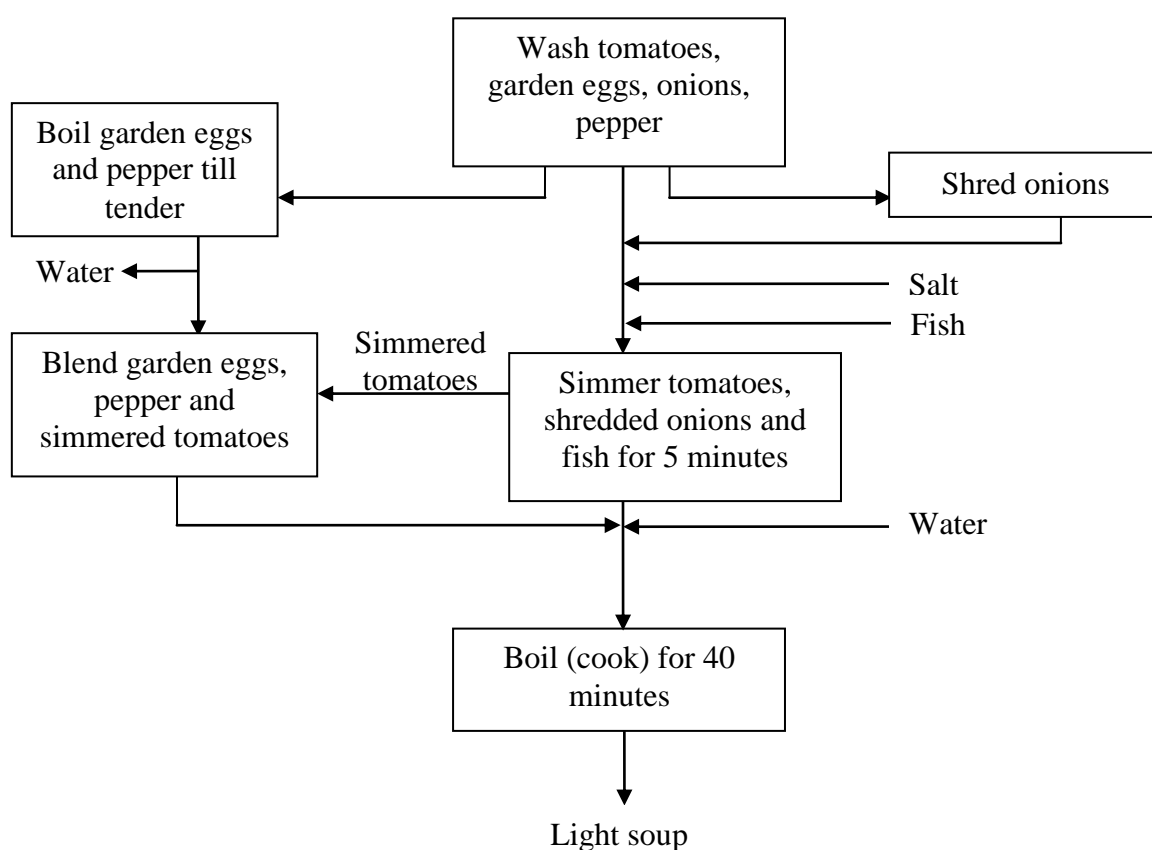 Wash tomatoes,
garden eggs, onions,
pepper
Boil garden eggs
and pepper till
tender
Shred onions
Water
Salt
Fish
Blend garden eggs,
pepper and
simmered tomatoes
Simmered
tomatoes
Simmer tomatoes,
shredded onions and
fish for 5 minutes
Water
Boil (cook) for 40
minutes
Light soup